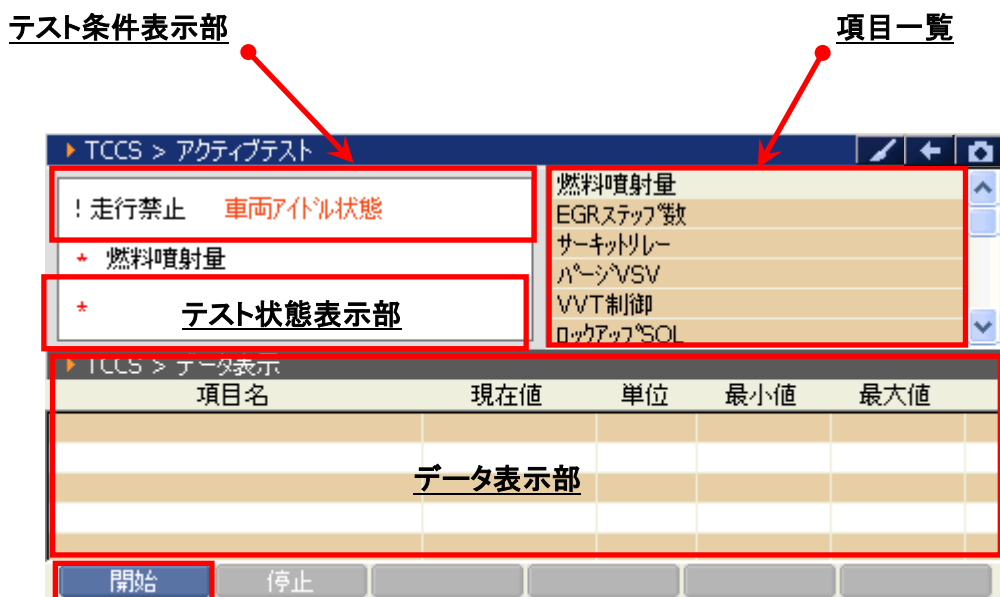 テスト条件表示部
項目一覧
TCCS > アクティブテスト
! 走行禁止 車両ｱｲﾄﾞﾙ状態
* 燃料噴射量
* テスト状態表示部
燃料噴射量
EGRｽﾃｯﾌﾟ数
ｻｰｷｯﾄﾘﾚｰ
ﾊﾟｰｼﾞVSV
VVT制御
ﾛｯｸｱｯﾌﾟSOL
TCCS > データ表示
項目名 現在値 単位 最小値 最大値
データ表示部
開始 停止